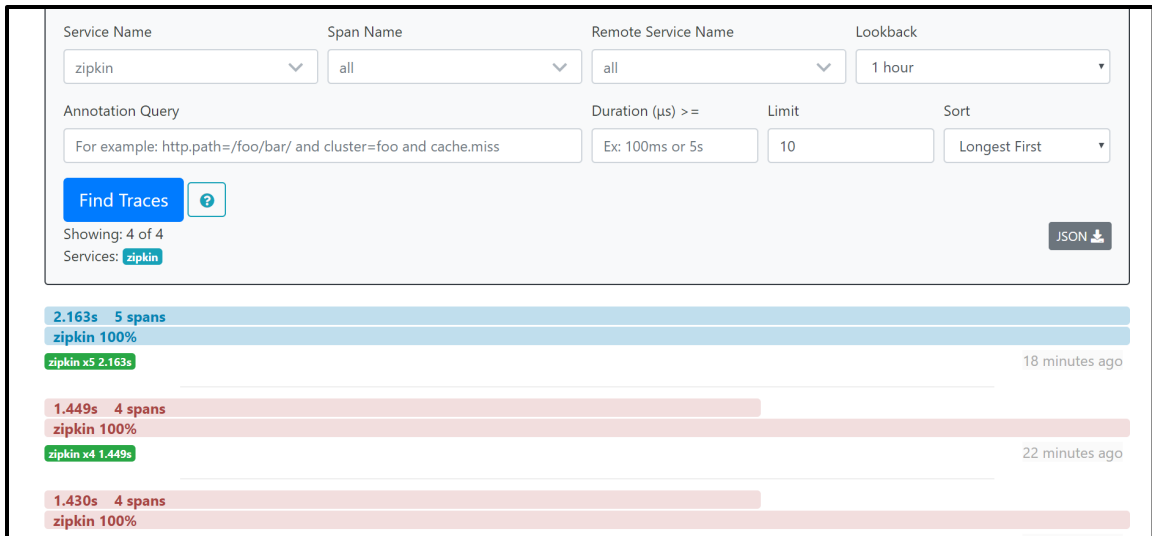 Service Name Span Name Remote Service Name Lookback
zipkin all all 1 hour
Annotation Query Duration (μs) >= Limit Sort
For example: http.path=/foo/bar/ and cluster=foo and cache.miss Ex: 100ms or 5s 10 Longest First
Find Traces
Showing: 4 of 4
JSON
Services: zipkin
2.163s 5 spans
zipkin 100%
zipkin x5 2.163s 18 minutes ago
1.449s 4 spans
zipkin 100%
zipkin x4 1.449s 22 minutes ago
1.430s 4 spans
zipkin 100%